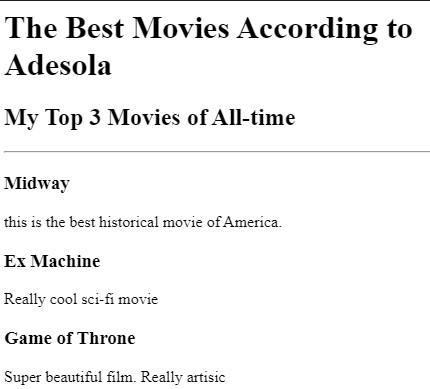 The Best Movies According to
Adesola
My Top 3 Movies of All-time
Midway
this is the best historical movie of America.
Ex Machine
Really cool sci-fi movie
Game of Throne
Super beautiful film. Really artisic